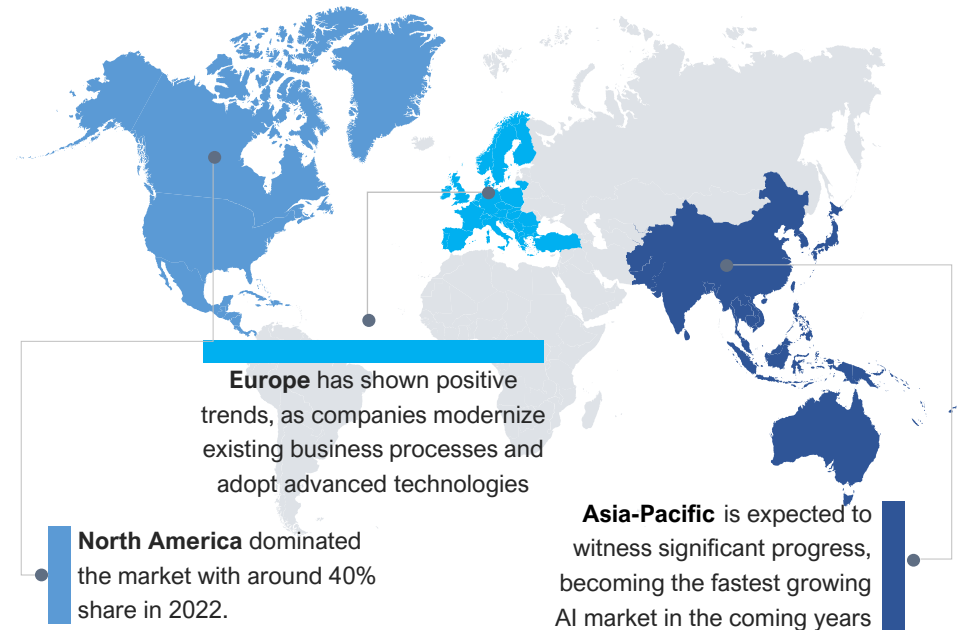 Europe has shown positive
trends, as companies modernize
existing business processes and
adopt advanced technologies
North America dominated
the market with around 40%
share in 2022.
Asia-Pacific is expected to
witness significant progress,
becoming the fastest growing
AI market in the coming years